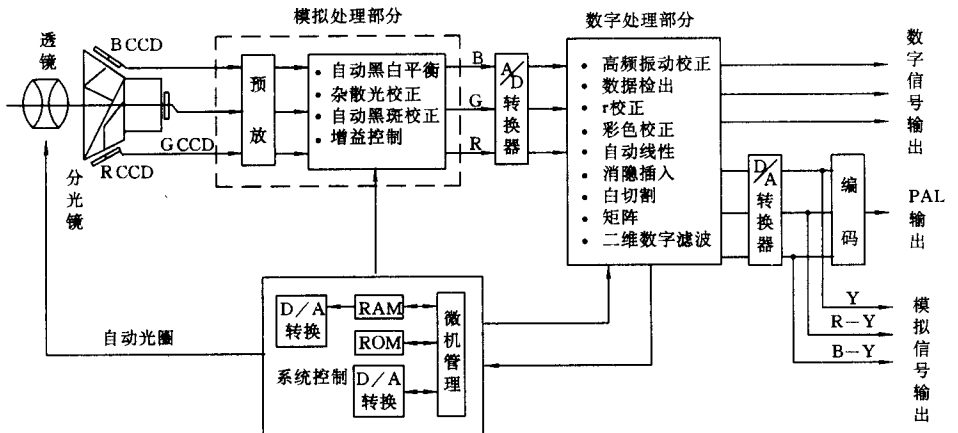 模拟处理部分
数字处理部分
透镜
B CCD
G CCD
R CCD
分光镜
预放
• 自动黑白平衡
• 杂散光校正
• 自动黑斑校正
• 增益控制
B
G
R
A/D转换器
• 高频振动校正
• 数据检出
• r校正
• 彩色校正
• 自动线性
• 消隐插入
• 白切割
• 矩阵
• 二维数字滤波
数字信号输出
D/A转换器
编码
PAL
输出
Y
R－Y
B－Y
模拟信号输出
自动光圈
D／A
转换
RAM
ROM
系统控制
D／A
转换
微机管理